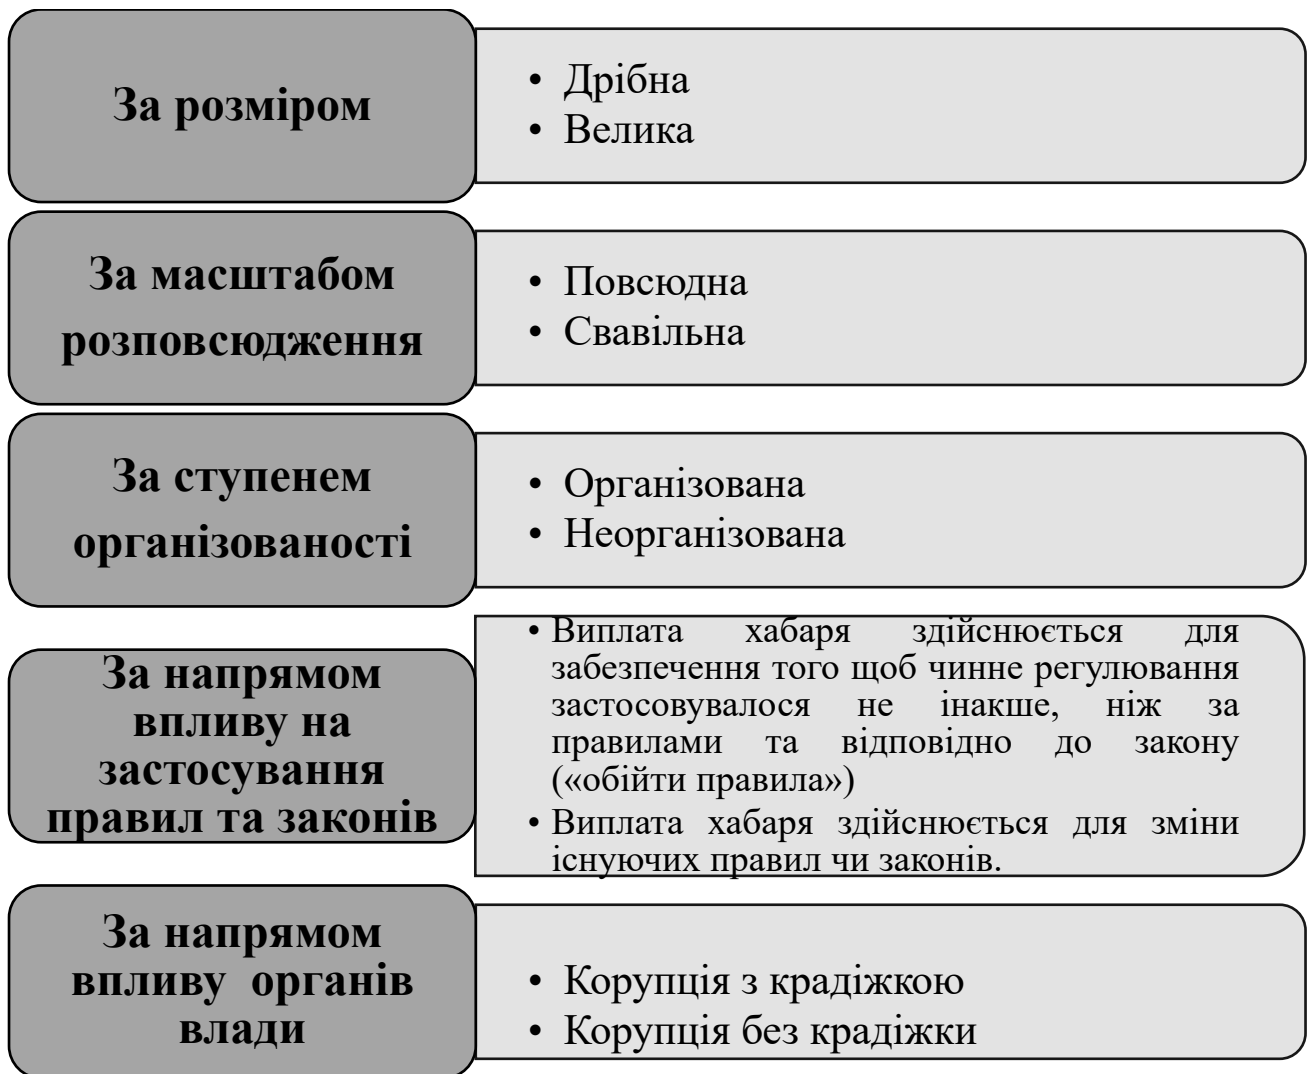 За розміром
• Дрібна
• Велика
За масштабом
розповсюдження
• Повсюдна
• Свавільна
За ступенем
організованості
• Організована
• Неорганізована
За напрямом
впливу на
застосування
правил та законів
• Виплата хабаря здійснюється для
забезпечення того щоб чинне регулювання
застосовувалося не інакше, ніж за
правилами та відповідно до закону
(«обійти правила»)
• Виплата хабаря здійснюється для зміни
існуючих правил чи законів.
За напрямом
впливу органів
влади
• Корупція з крадіжкою
• Корупція без крадіжки